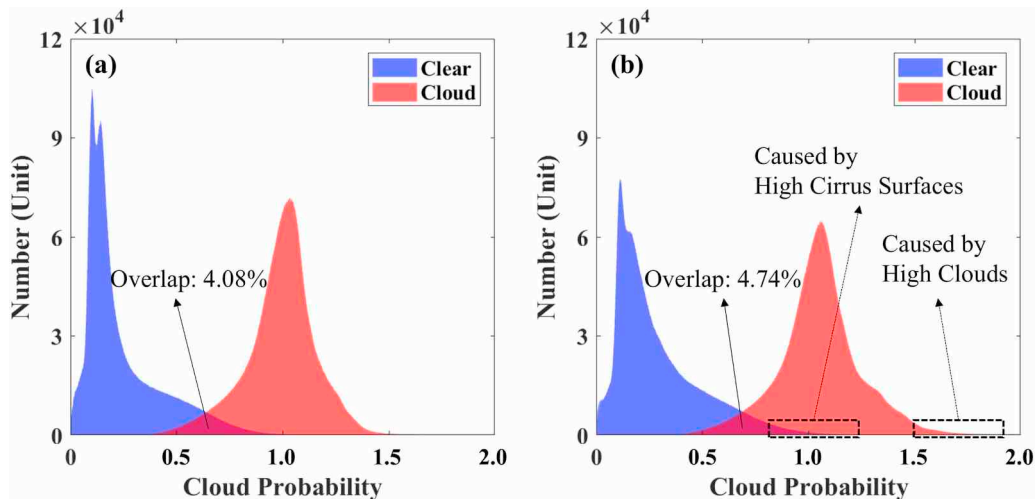 ×10⁴
12
9
6
3
0
Number (Unit)
(a)
Clear
Cloud
Overlap: 4.08%
0
0.5
1.0
1.5
2.0
Cloud Probability
×10⁴
12
9
6
3
0
Number (Unit)
(b)
Clear
Cloud
Caused by
High Cirrus Surfaces
Caused by
High Clouds
Overlap: 4.74%
0
0.5
1.0
1.5
2.0
Cloud Probability